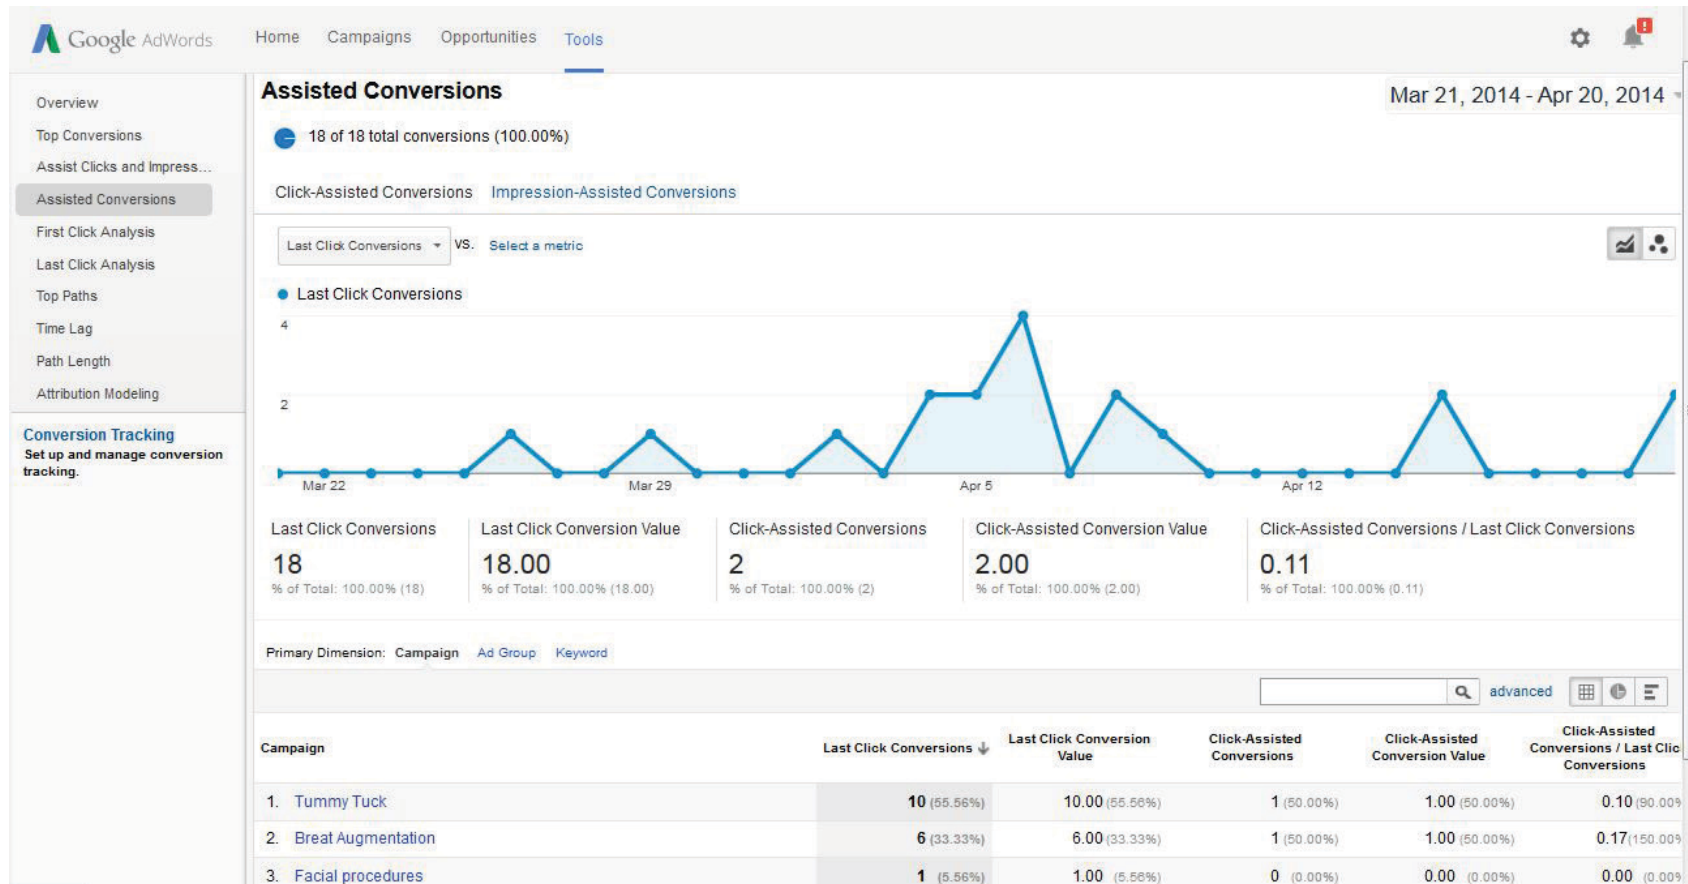 Google AdWords Home Campaigns Opportunities Tools
!
Overview
Top Conversions
Assist Clicks and Impress...
Assisted Conversions
First Click Analysis
Last Click Analysis
Top Paths
Time Lag
Path Length
Attribution Modeling
Conversion Tracking
Set up and manage conversion
tracking.
Assisted Conversions
Mar 21, 2014 - Apr 20, 2014
18 of 18 total conversions (100.00%)
Click-Assisted Conversions Impression-Assisted Conversions
Last Click Conversions VS. Select a metric
Last Click Conversions
4
2
Mar 22 Mar 29 Apr 5 Apr 12
Last Click Conversions
18
% of Total: 100.00% (18)
Last Click Conversion Value
18.00
% of Total: 100.00% (18.00)
Click-Assisted Conversions
2
% of Total: 100.00% (2)
Click-Assisted Conversion Value
2.00
% of Total: 100.00% (2.00)
Click-Assisted Conversions / Last Click Conversions
0.11
% of Total: 100.00% (0.11)
Primary Dimension: Campaign Ad Group Keyword
advanced
Campaign
Last Click Conversions
Last Click Conversion
Value
Click-Assisted
Conversions
Click-Assisted
Conversion Value
Click-Assisted
Conversions / Last Clic
Conversions
1. Tummy Tuck 10 (55.56%) 10.00 (55.56%) 1 (50.00%) 1.00 (50.00%) 0.10 (90.00%
2. Breat Augmentation 6 (33.33%) 6.00 (33.33%) 1 (50.00%) 1.00 (50.00%) 0.17 (150.00%
3. Facial procedures 1 (5.56%) 1.00 (5.56%) 0 (0.00%) 0.00 (0.00%) 0.00 (0.00%